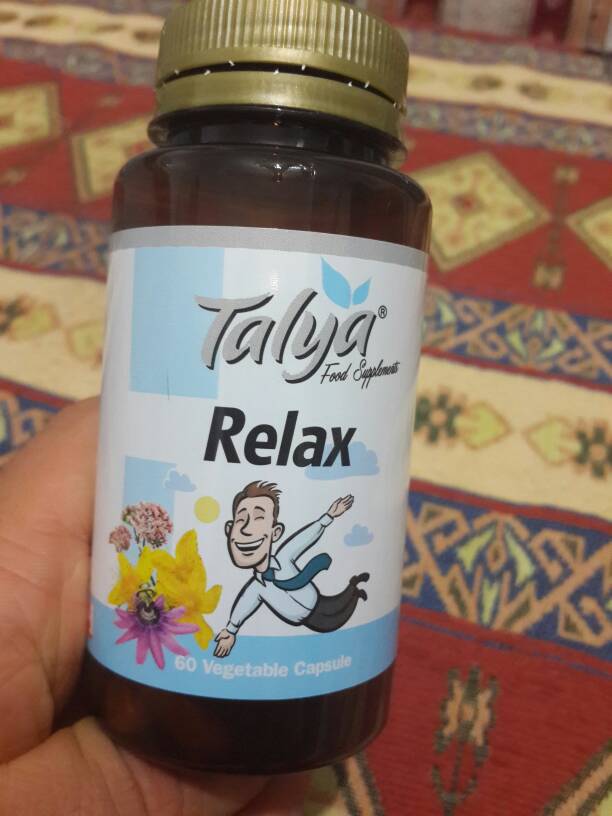 Talya®
Food Supplements
Relax
60 Vegetable Capsule